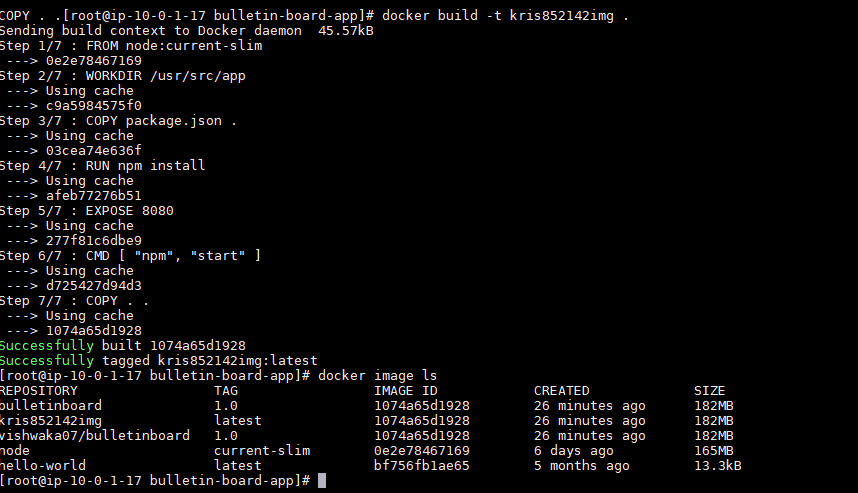 COPY . .[root@ip-10-0-1-17 bulletin-board-app]# docker build -t kris852142img .
Sending build context to Docker daemon  45.57kB
Step 1/7 : FROM node:current-slim
 ---> 0e2e78467169
Step 2/7 : WORKDIR /usr/src/app
 ---> Using cache
 ---> c9a5984575f0
Step 3/7 : COPY package.json .
 ---> Using cache
 ---> 03cea74e636f
Step 4/7 : RUN npm install
 ---> Using cache
 ---> afeb77276b51
Step 5/7 : EXPOSE 8080
 ---> Using cache
 ---> 277f81c6dbe9
Step 6/7 : CMD [ "npm", "start" ]
 ---> Using cache
 ---> d725427d94d3
Step 7/7 : COPY . .
 ---> Using cache
 ---> 1074a65d1928
Successfully built 1074a65d1928
Successfully tagged kris852142img:latest
[root@ip-10-0-1-17 bulletin-board-app]# docker image ls
REPOSITORY                 TAG                 IMAGE ID            CREATED             SIZE
bulletinboard              1.0                 1074a65d1928        26 minutes ago      182MB
kris852142img              latest              1074a65d1928        26 minutes ago      182MB
vishwaka07/bulletinboard   1.0                 1074a65d1928        26 minutes ago      182MB
node                       current-slim        0e2e78467169        6 days ago          165MB
hello-world                latest              bf756fb1ae65        5 months ago        13.3kB
[root@ip-10-0-1-17 bulletin-board-app]#